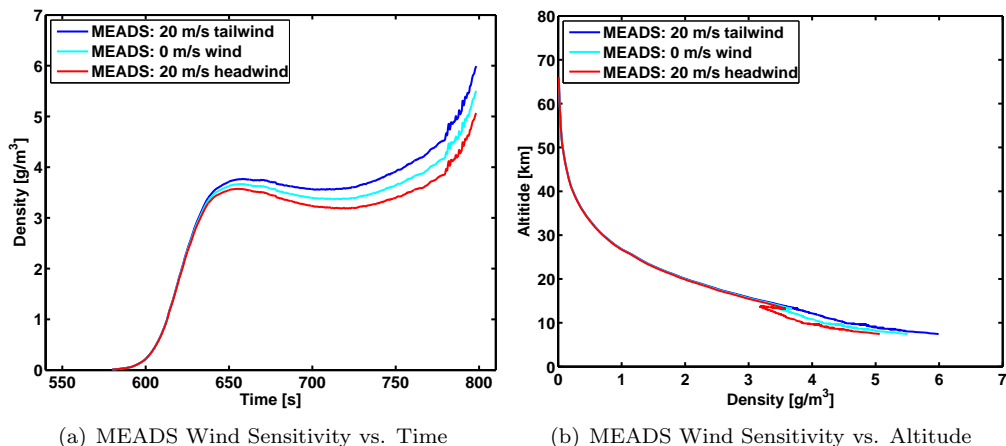 7
6
5
4
3
2
1
0
Density [g/m³]
MEADS: 20 m/s tailwind
MEADS: 0 m/s wind
MEADS: 20 m/s headwind
550 600 650 700 750 800
Time [s]
(a) MEADS Wind Sensitivity vs. Time
80
70
60
50
40
30
20
10
0
Altitide [km]
MEADS: 20 m/s tailwind
MEADS: 0 m/s wind
MEADS: 20 m/s headwind
0 1 2 3 4 5 6 7
Density [g/m³]
(b) MEADS Wind Sensitivity vs. Altitude